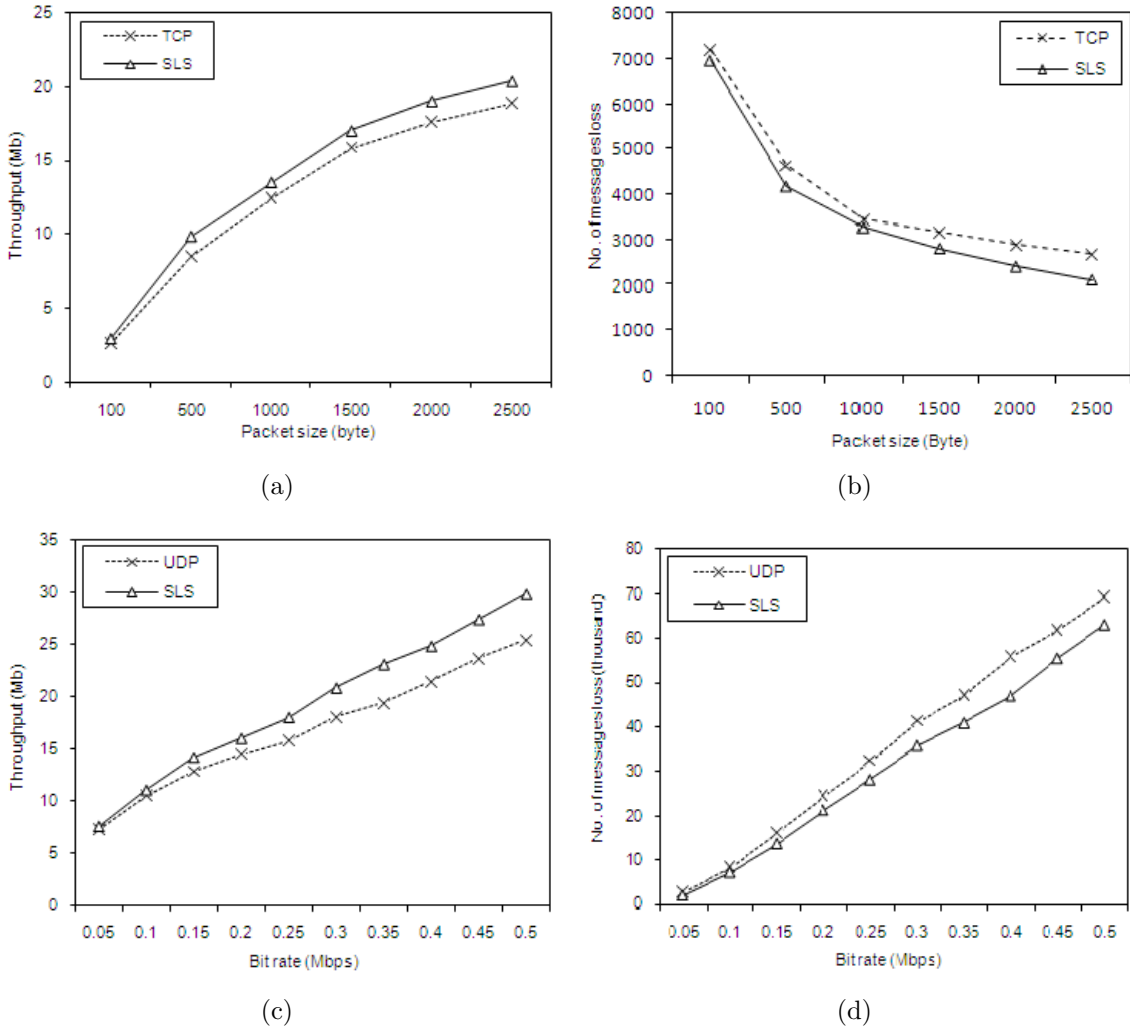 25
20
15
10
5
0
TCP
SLS
Throughput (Mb)
100 500 1000 1500 2000 2500
Packet size (byte)
(a)
8000
7000
6000
5000
4000
3000
2000
1000
0
TCP
SLS
No. of messages loss
100 500 1000 1500 2000 2500
Packet size (Byte)
(b)
35
30
25
20
15
10
5
0
UDP
SLS
Throughput (Mb)
0.05 0.1 0.15 0.2 0.25 0.3 0.35 0.4 0.45 0.5
Bit rate (Mbps)
(c)
80
70
60
50
40
30
20
10
0
UDP
SLS
No. of messages loss (thousand)
0.05 0.1 0.15 0.2 0.25 0.3 0.35 0.4 0.45 0.5
Bit rate (Mbps)
(d)